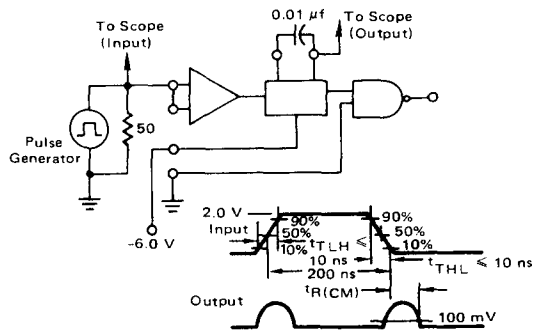 0.01 μf
To Scope
(Input)
To Scope
(Output)
50
Pulse
Generator
-6.0 V
2.0 V
Input
90%
50%
10%
tTLH ≤
10 ns
200 ns
90%
50%
10%
tTHL ≤ 10 ns
tR(CM)
Output
100 mV